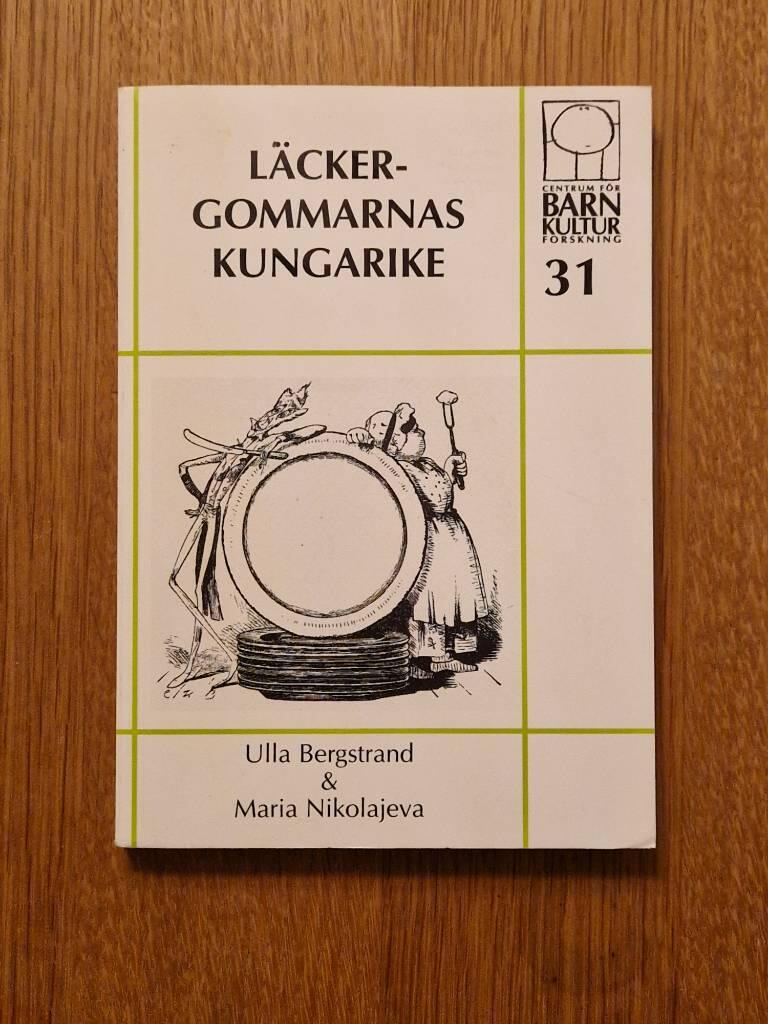 LÄCKER-
GOMMARNAS
KUNGARIKE
CENTRUM FÖR
BARN
KULTUR
FORSKNING
31
Ulla Bergstrand
&
Maria Nikolajeva